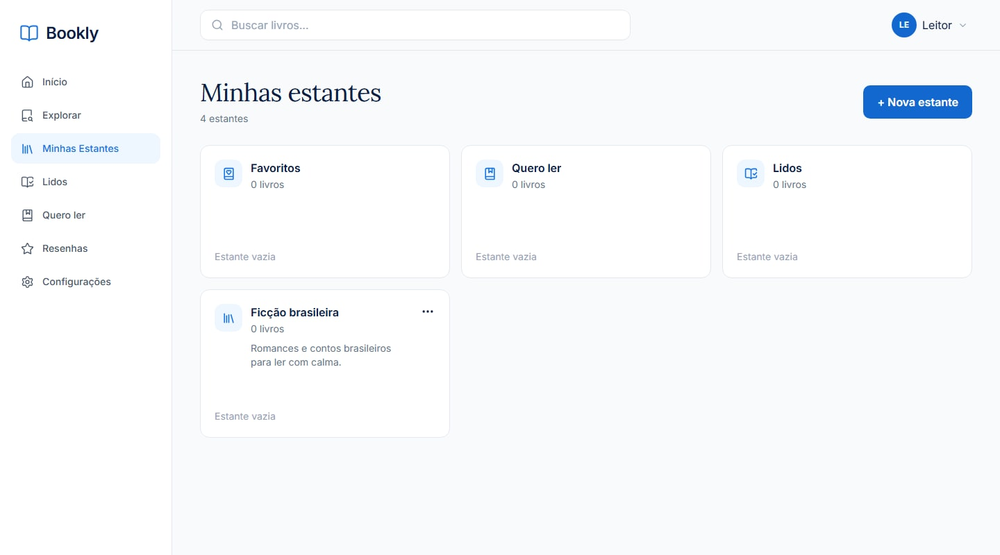 Bookly
Início
Explorar
Minhas Estantes
Lidos
Quero ler
Resenhas
Configurações
Buscar livros...
LE
Leitor
Minhas estantes
4 estantes
+ Nova estante
Favoritos
0 livros
Estante vazia
Quero ler
0 livros
Estante vazia
Lidos
0 livros
Estante vazia
Ficção brasileira
0 livros
Romances e contos brasileiros
para ler com calma.
Estante vazia